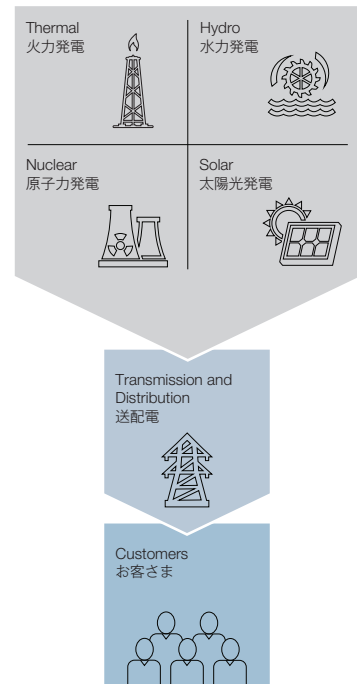 Thermal
火力発電
Hydro
水力発電
Nuclear
原子力発電
Solar
太陽光発電
Transmission and
Distribution
送配電
Customers
お客さま